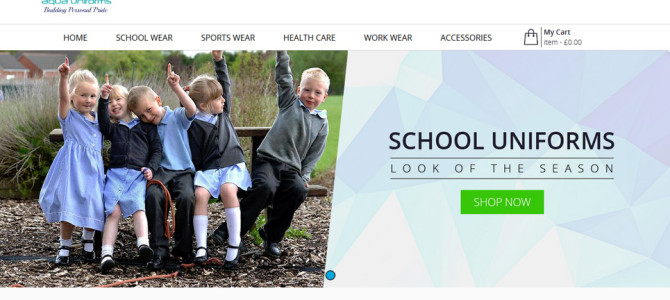 aqua uniforms
Building Personal Pride
HOME SCHOOL WEAR SPORTS WEAR HEALTH CARE WORK WEAR ACCESSORIES
My Cart
item - £0.00
SCHOOL UNIFORMS
LOOK OF THE SEASON
SHOP NOW